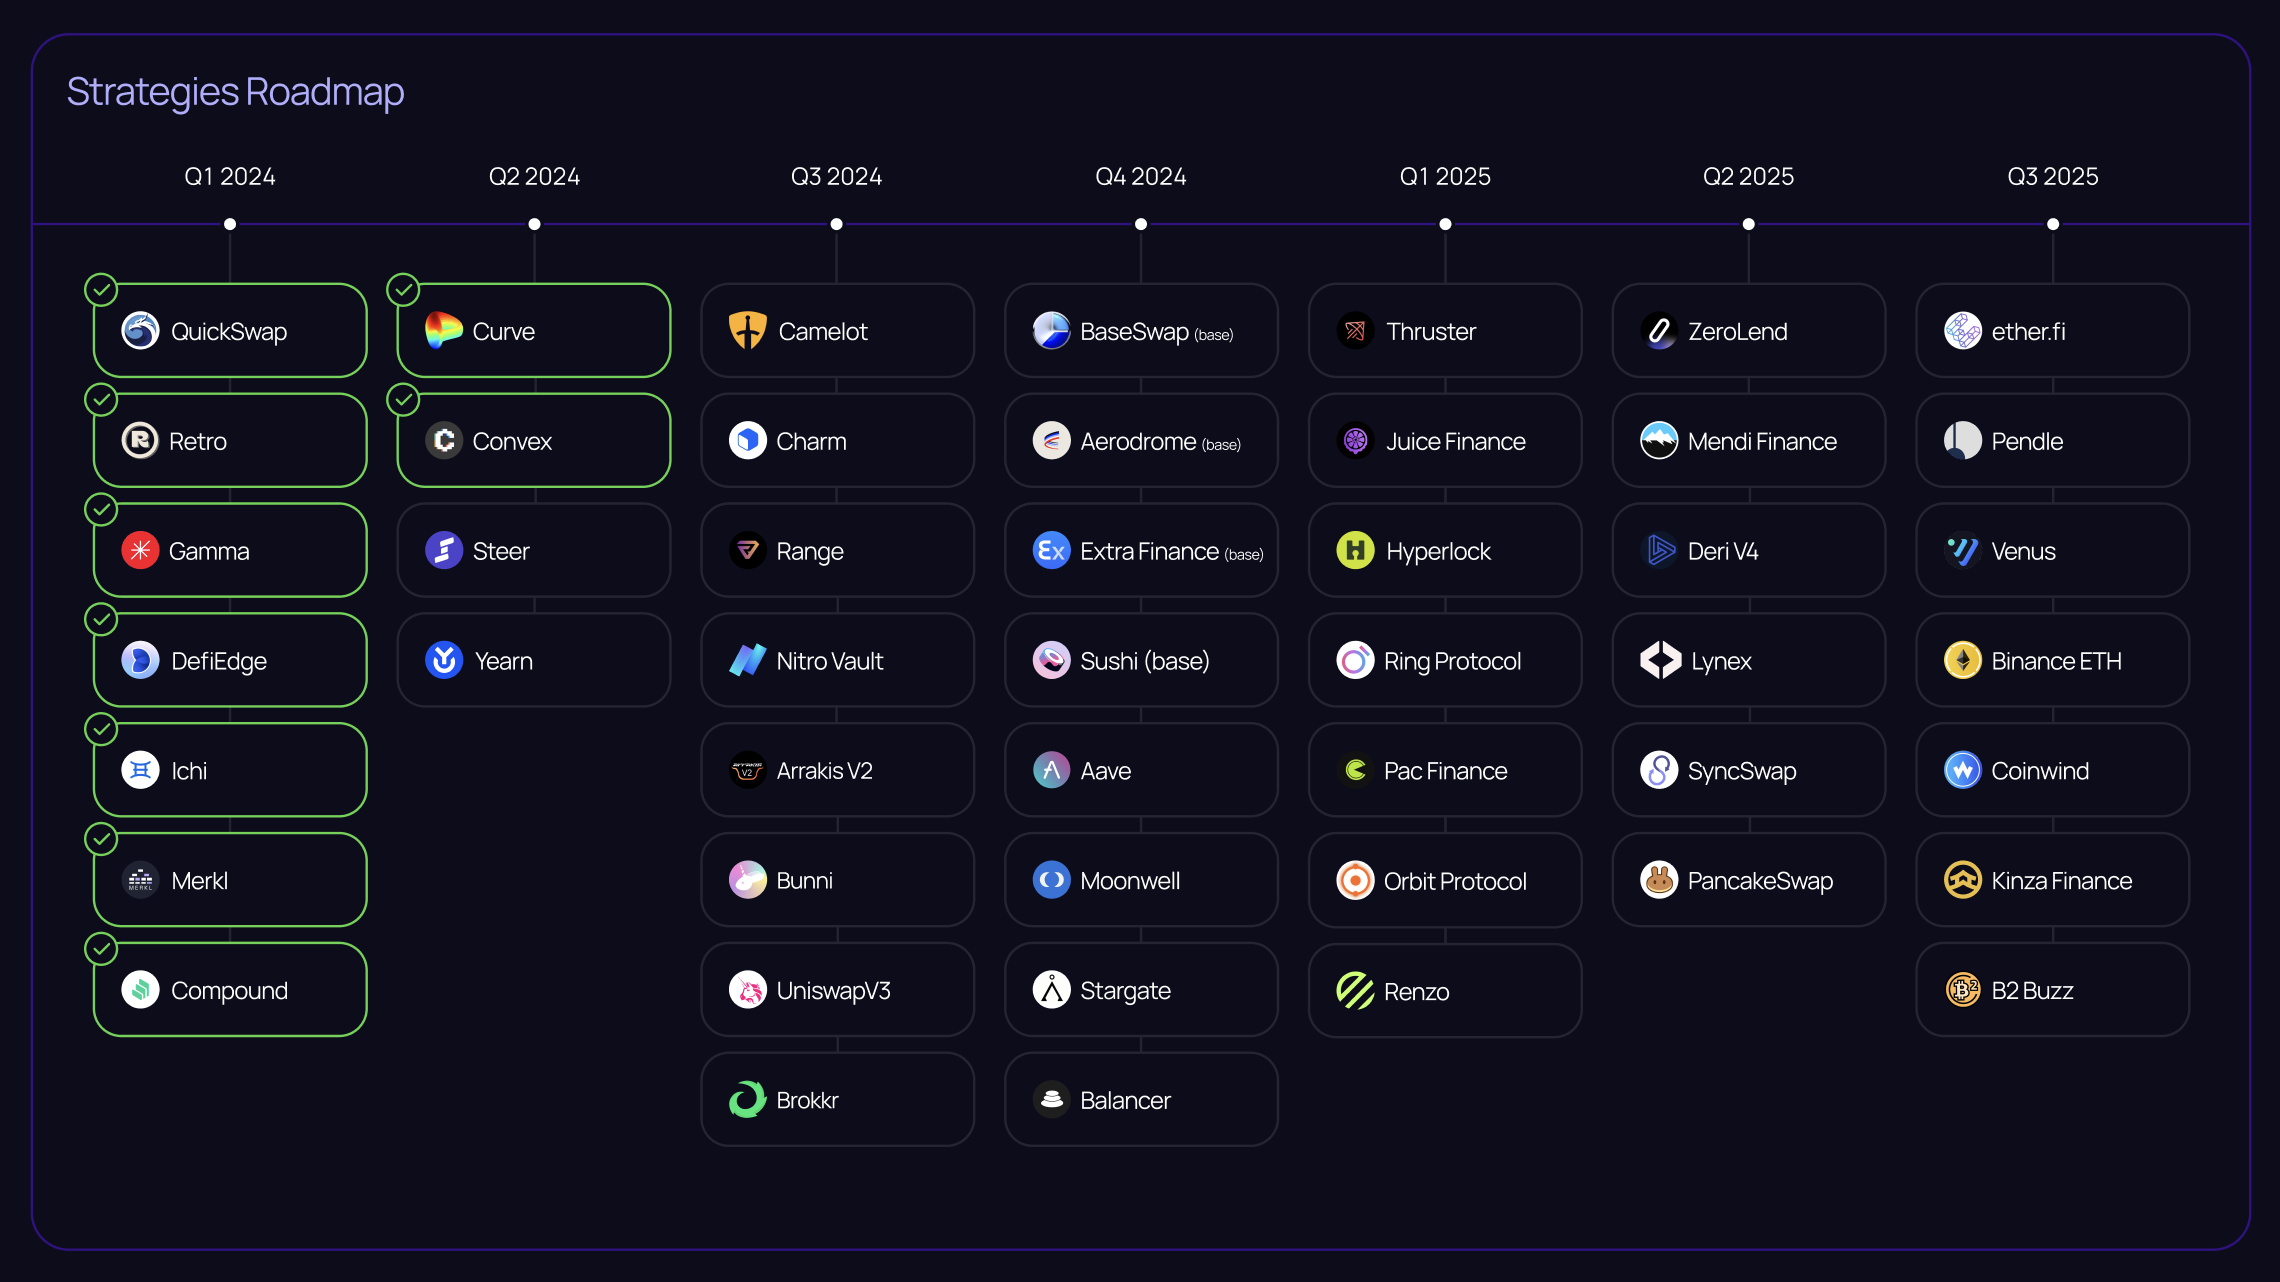 Strategies Roadmap
Q1 2024
Q2 2024
Q3 2024
Q4 2024
Q1 2025
Q2 2025
Q3 2025
QuickSwap
Retro
Gamma
DefiEdge
Ichi
MERKL
Merkl
Compound
Curve
Convex
Steer
Yearn
Camelot
Charm
Range
Nitro Vault
ARRAKIS
V2
Arrakis V2
Bunni
UniswapV3
Brokkr
BaseSwap (base)
Aerodrome (base)
Ex
Extra Finance (base)
Sushi (base)
Aave
Moonwell
Stargate
Balancer
Thruster
Juice Finance
Hyperlock
Ring Protocol
Pac Finance
Orbit Protocol
Renzo
ZeroLend
Mendi Finance
Deri V4
Lynex
SyncSwap
PancakeSwap
ether.fi
Pendle
Venus
Binance ETH
Coinwind
Kinza Finance
B2 Buzz